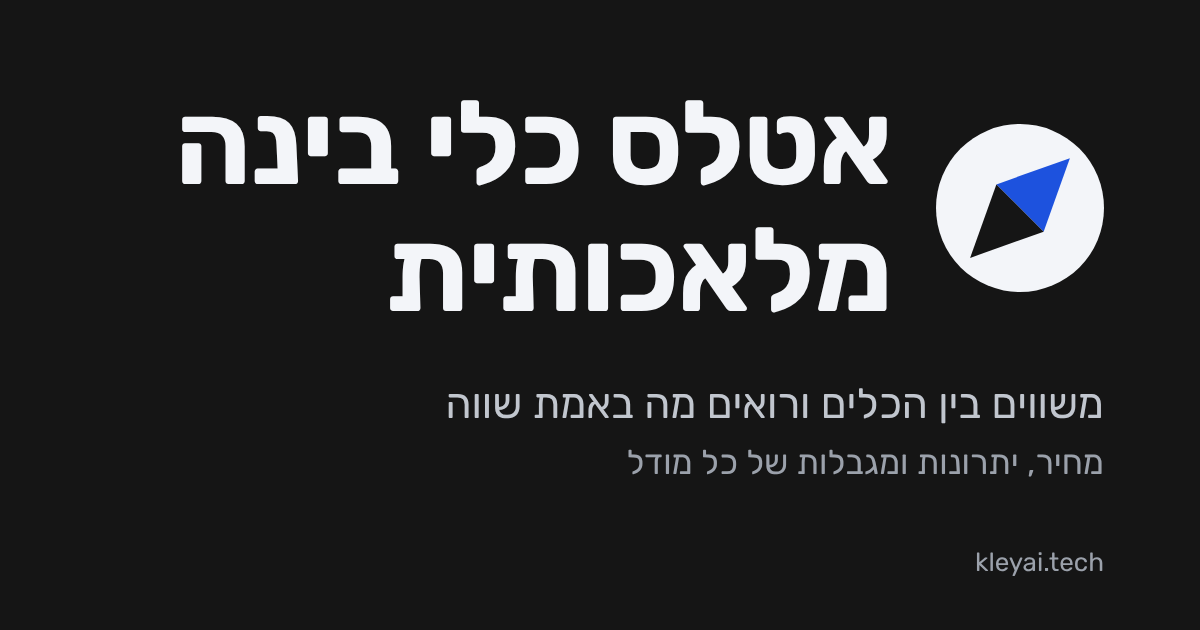 אטלס כלי בינה
מלאכותית
משווים בין הכלים ורואים מה באמת שווה
מחיר, יתרונות ומגבלות של כל מודל
kleyai.tech